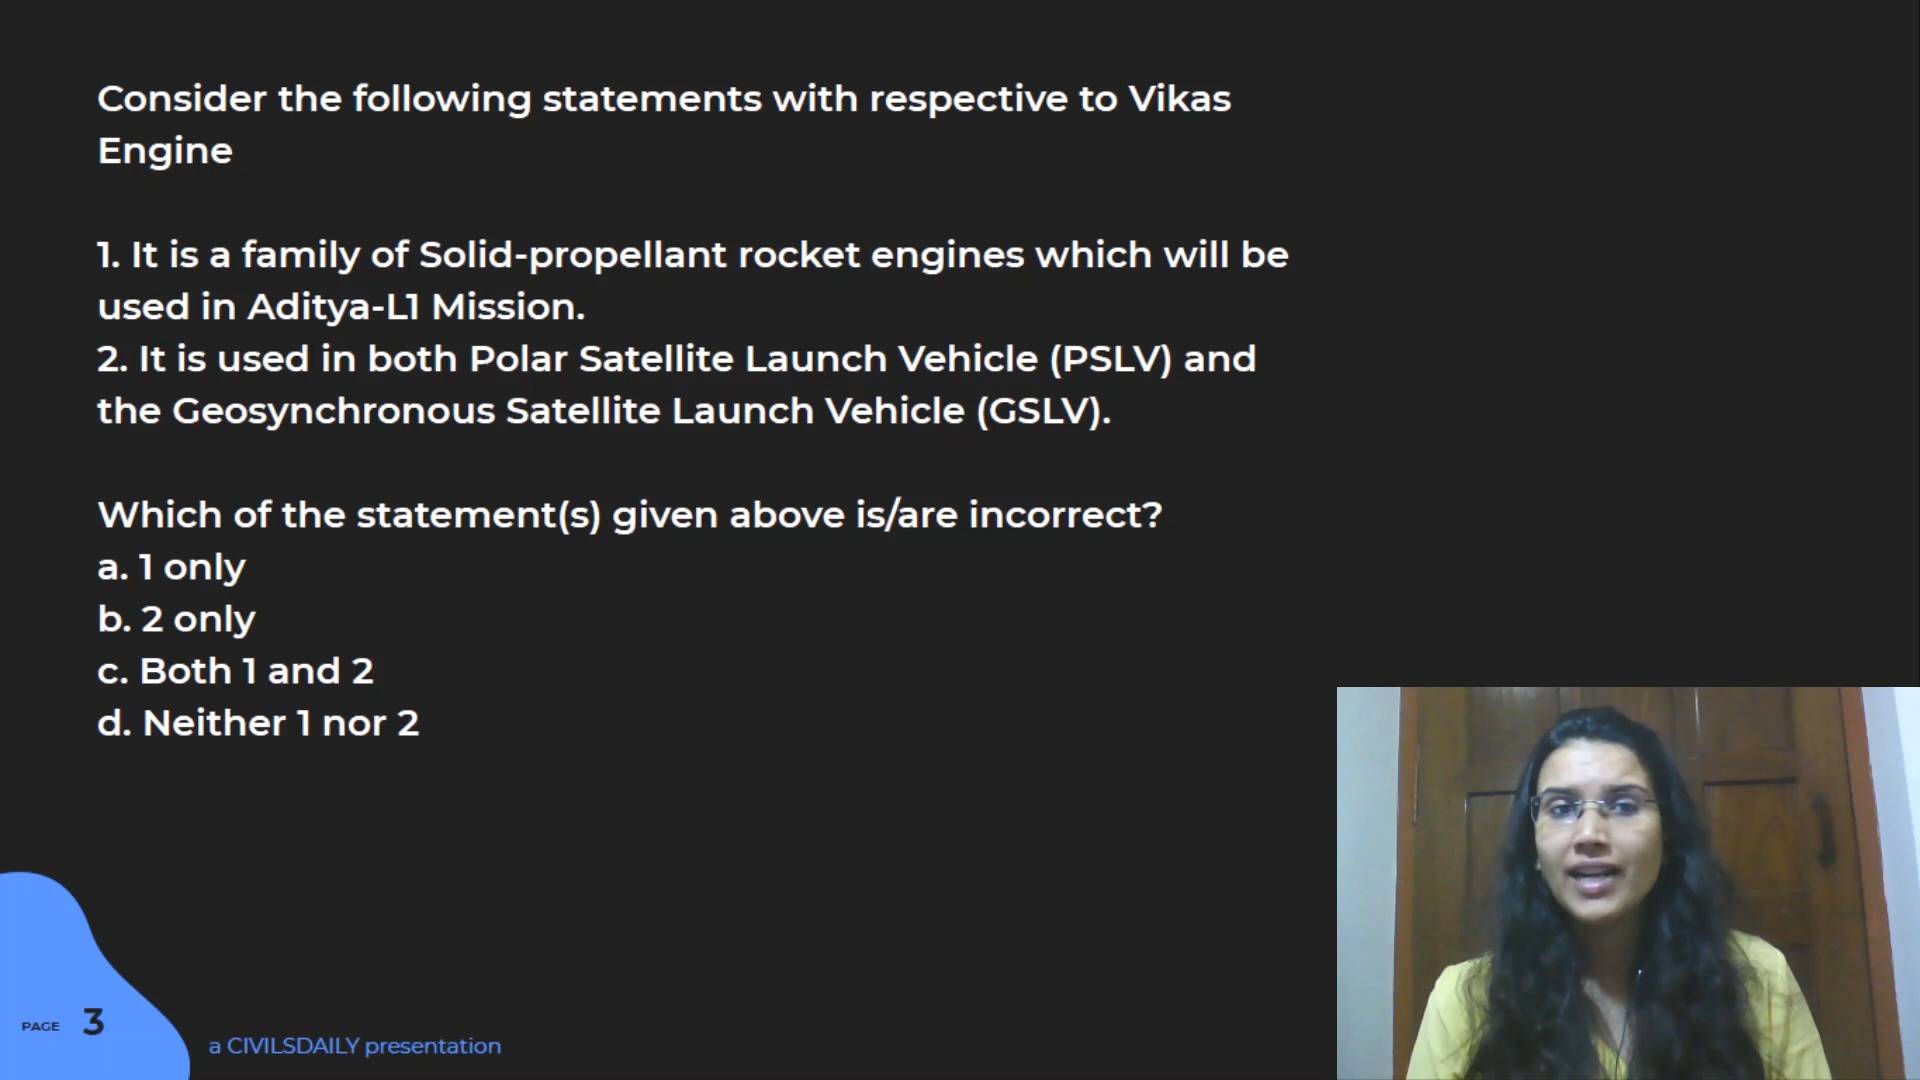 Consider the following statements with respective to Vikas
Engine
1. It is a family of Solid-propellant rocket engines which will be
used in Aditya-L1 Mission.
2. It is used in both Polar Satellite Launch Vehicle (PSLV) and
the Geosynchronous Satellite Launch Vehicle (GSLV).
Which of the statement(s) given above is/are incorrect?
a. 1 only
b. 2 only
c. Both 1 and 2
d. Neither 1 nor 2
PAGE 3
a CIVILSDAILY presentation